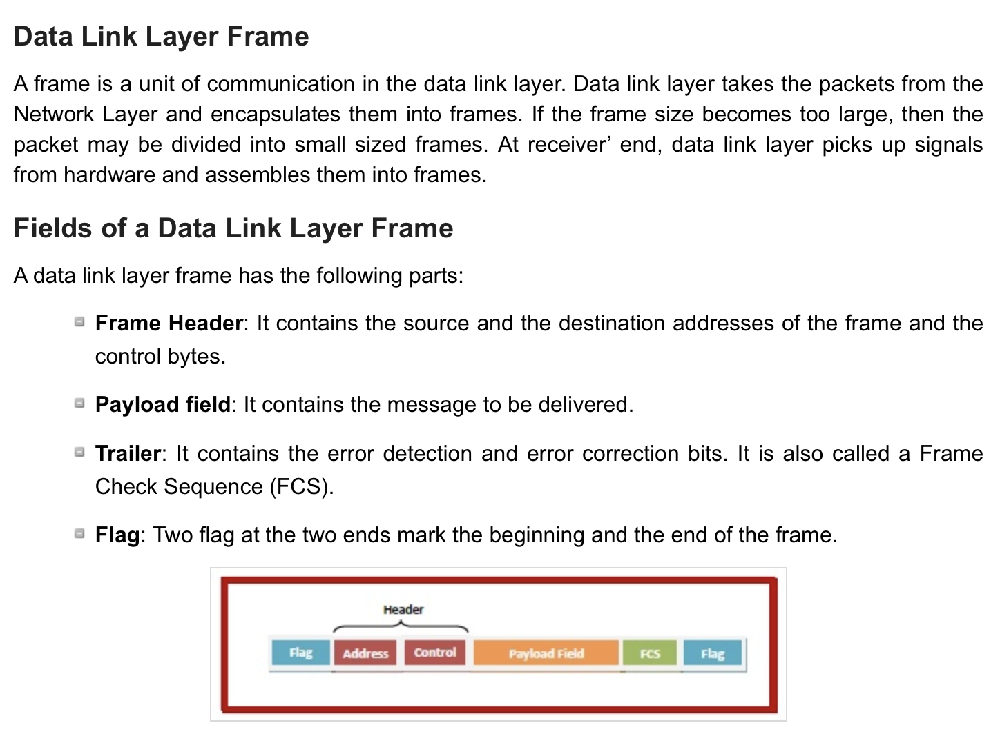 Data Link Layer Frame
A frame is a unit of communication in the data link layer. Data link layer takes the packets from the
Network Layer and encapsulates them into frames. If the frame size becomes too large, then the
packet may be divided into small sized frames. At receiver’ end, data link layer picks up signals
from hardware and assembles them into frames.
Fields of a Data Link Layer Frame
A data link layer frame has the following parts:
Frame Header: It contains the source and the destination addresses of the frame and the
control bytes.
Payload field: It contains the message to be delivered.
Trailer: It contains the error detection and error correction bits. It is also called a Frame
Check Sequence (FCS).
Flag: Two flag at the two ends mark the beginning and the end of the frame.
Header
Flag Address Control Payload Field FCS Flag